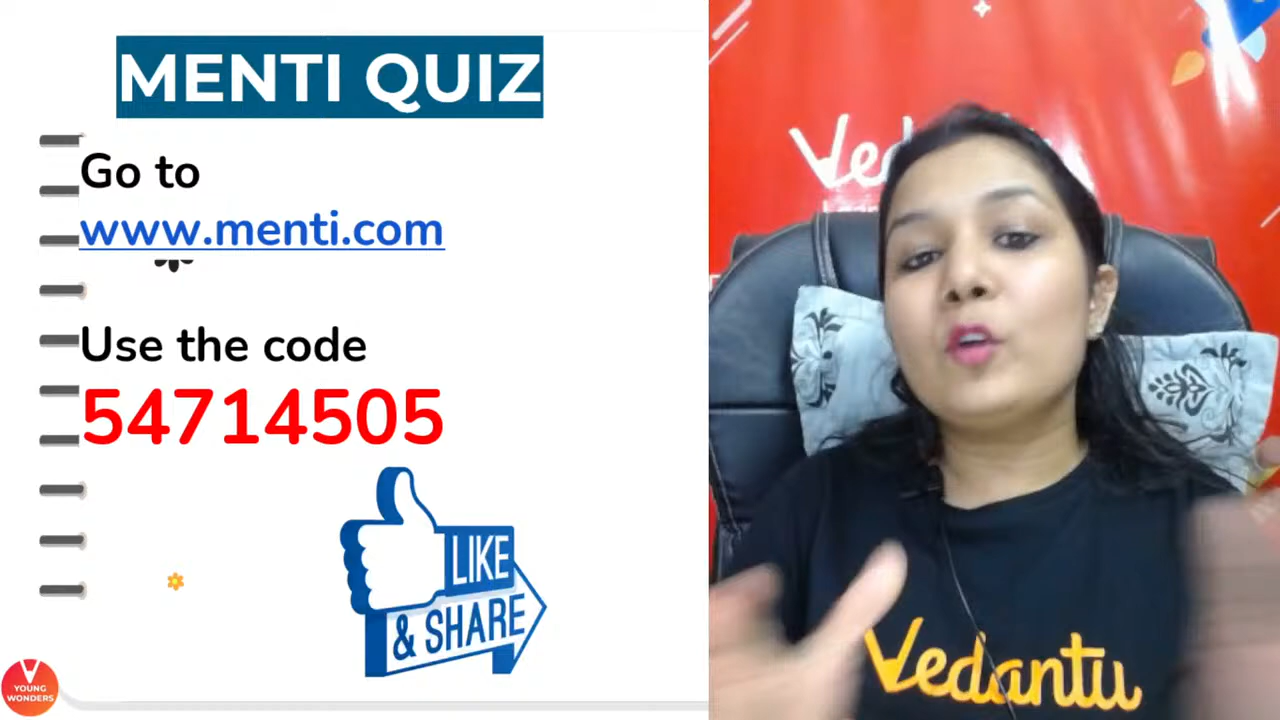 MENTI QUIZ
Go to
www.menti.com
Use the code
54714505
LIKE
& SHARE
YOUNG
WONDERS
Vedantu